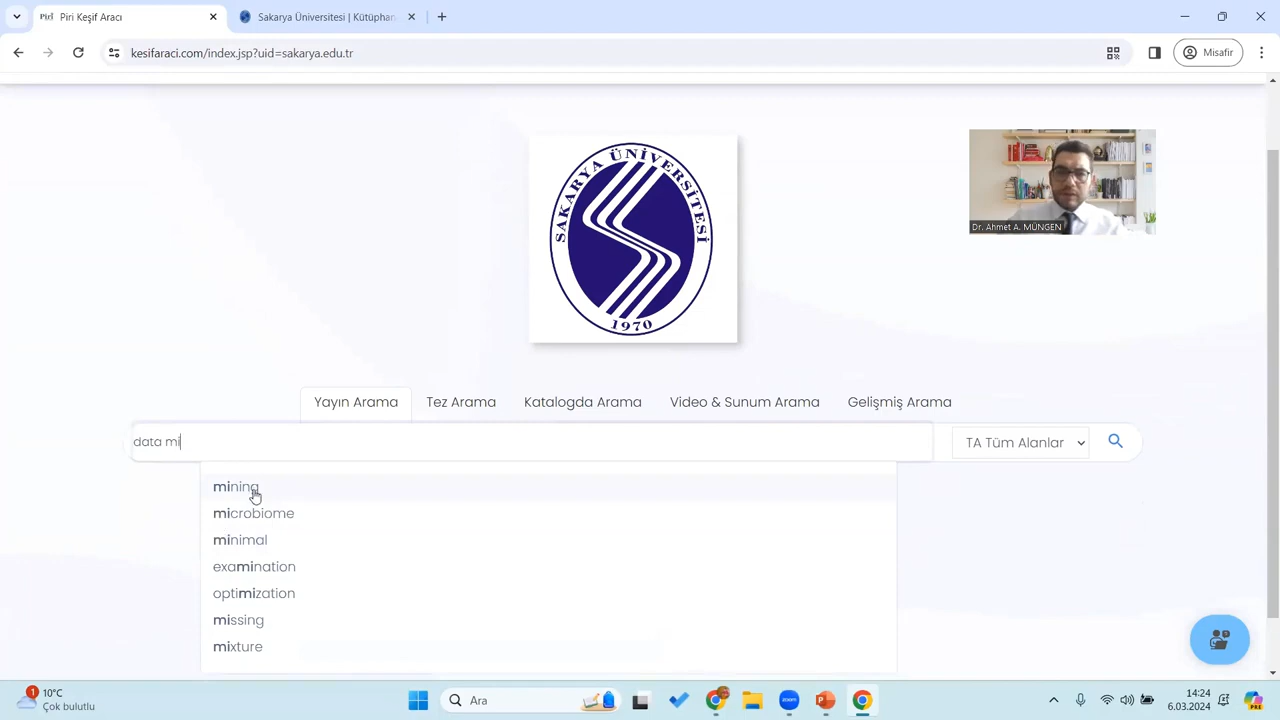 Piri Keşif Aracı
Sakarya Üniversitesi | Kütüphan
kesifaraci.com/index.jsp?uid=sakarya.edu.tr
Misafir
SAKARYA ÜNİVERSİTESİ
1970
Dr. Ahmet A. MÜNGEN
Yayın Arama
Tez Arama
Katalogda Arama
Video & Sunum Arama
Gelişmiş Arama
data mi
TA Tüm Alanlar
mining
microbiome
minimal
examination
optimization
missing
mixture
1
10°C
Çok bulutlu
Ara
14:24
6.03.2024